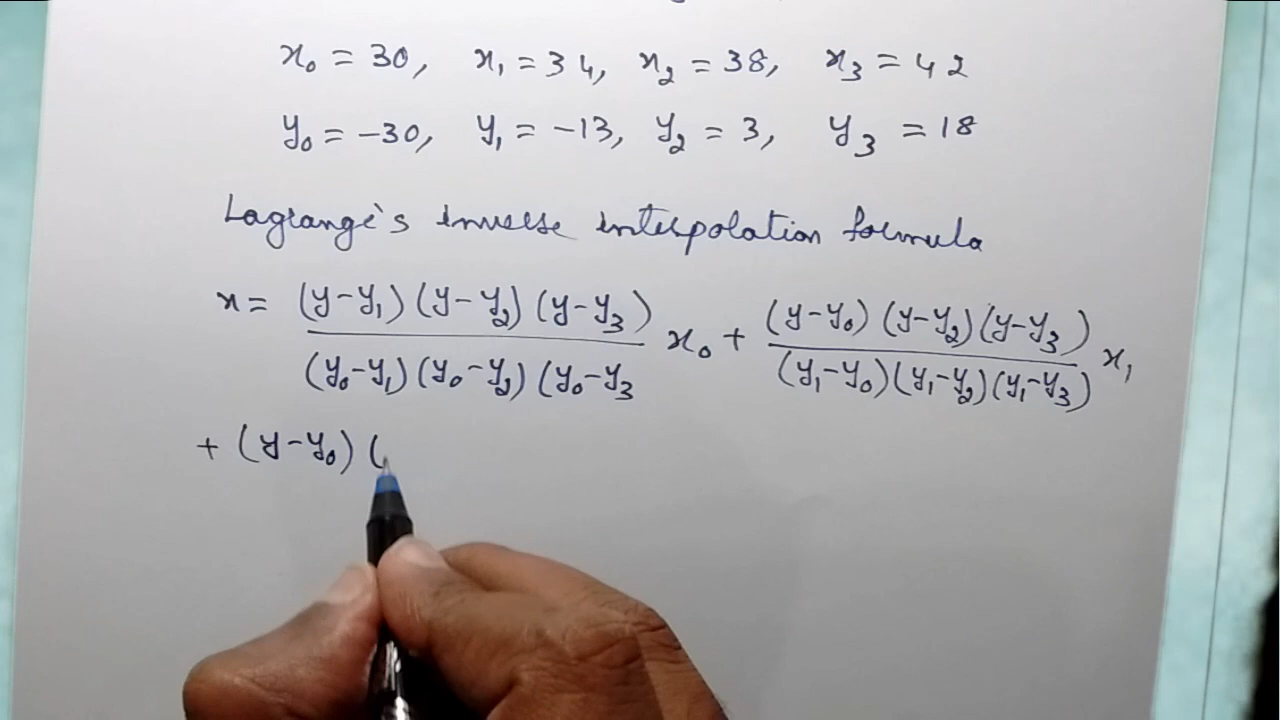 x₀ = 30, x₁ = 34, x₂ = 38, x₃ = 42
y₀ = -30, y₁ = -13, y₂ = 3, y₃ = 18
Lagrange's inverse interpolation formula
x = (y-y₁)(y-y₂)(y-y₃) / (y₀-y₁)(y₀-y₂)(y₀-y₃ x₀ + (y-y₀)(y-y₂)(y-y₃) / (y₁-y₀)(y₁-y₂)(y₁-y₃) x₁
+ (y-y₀)(